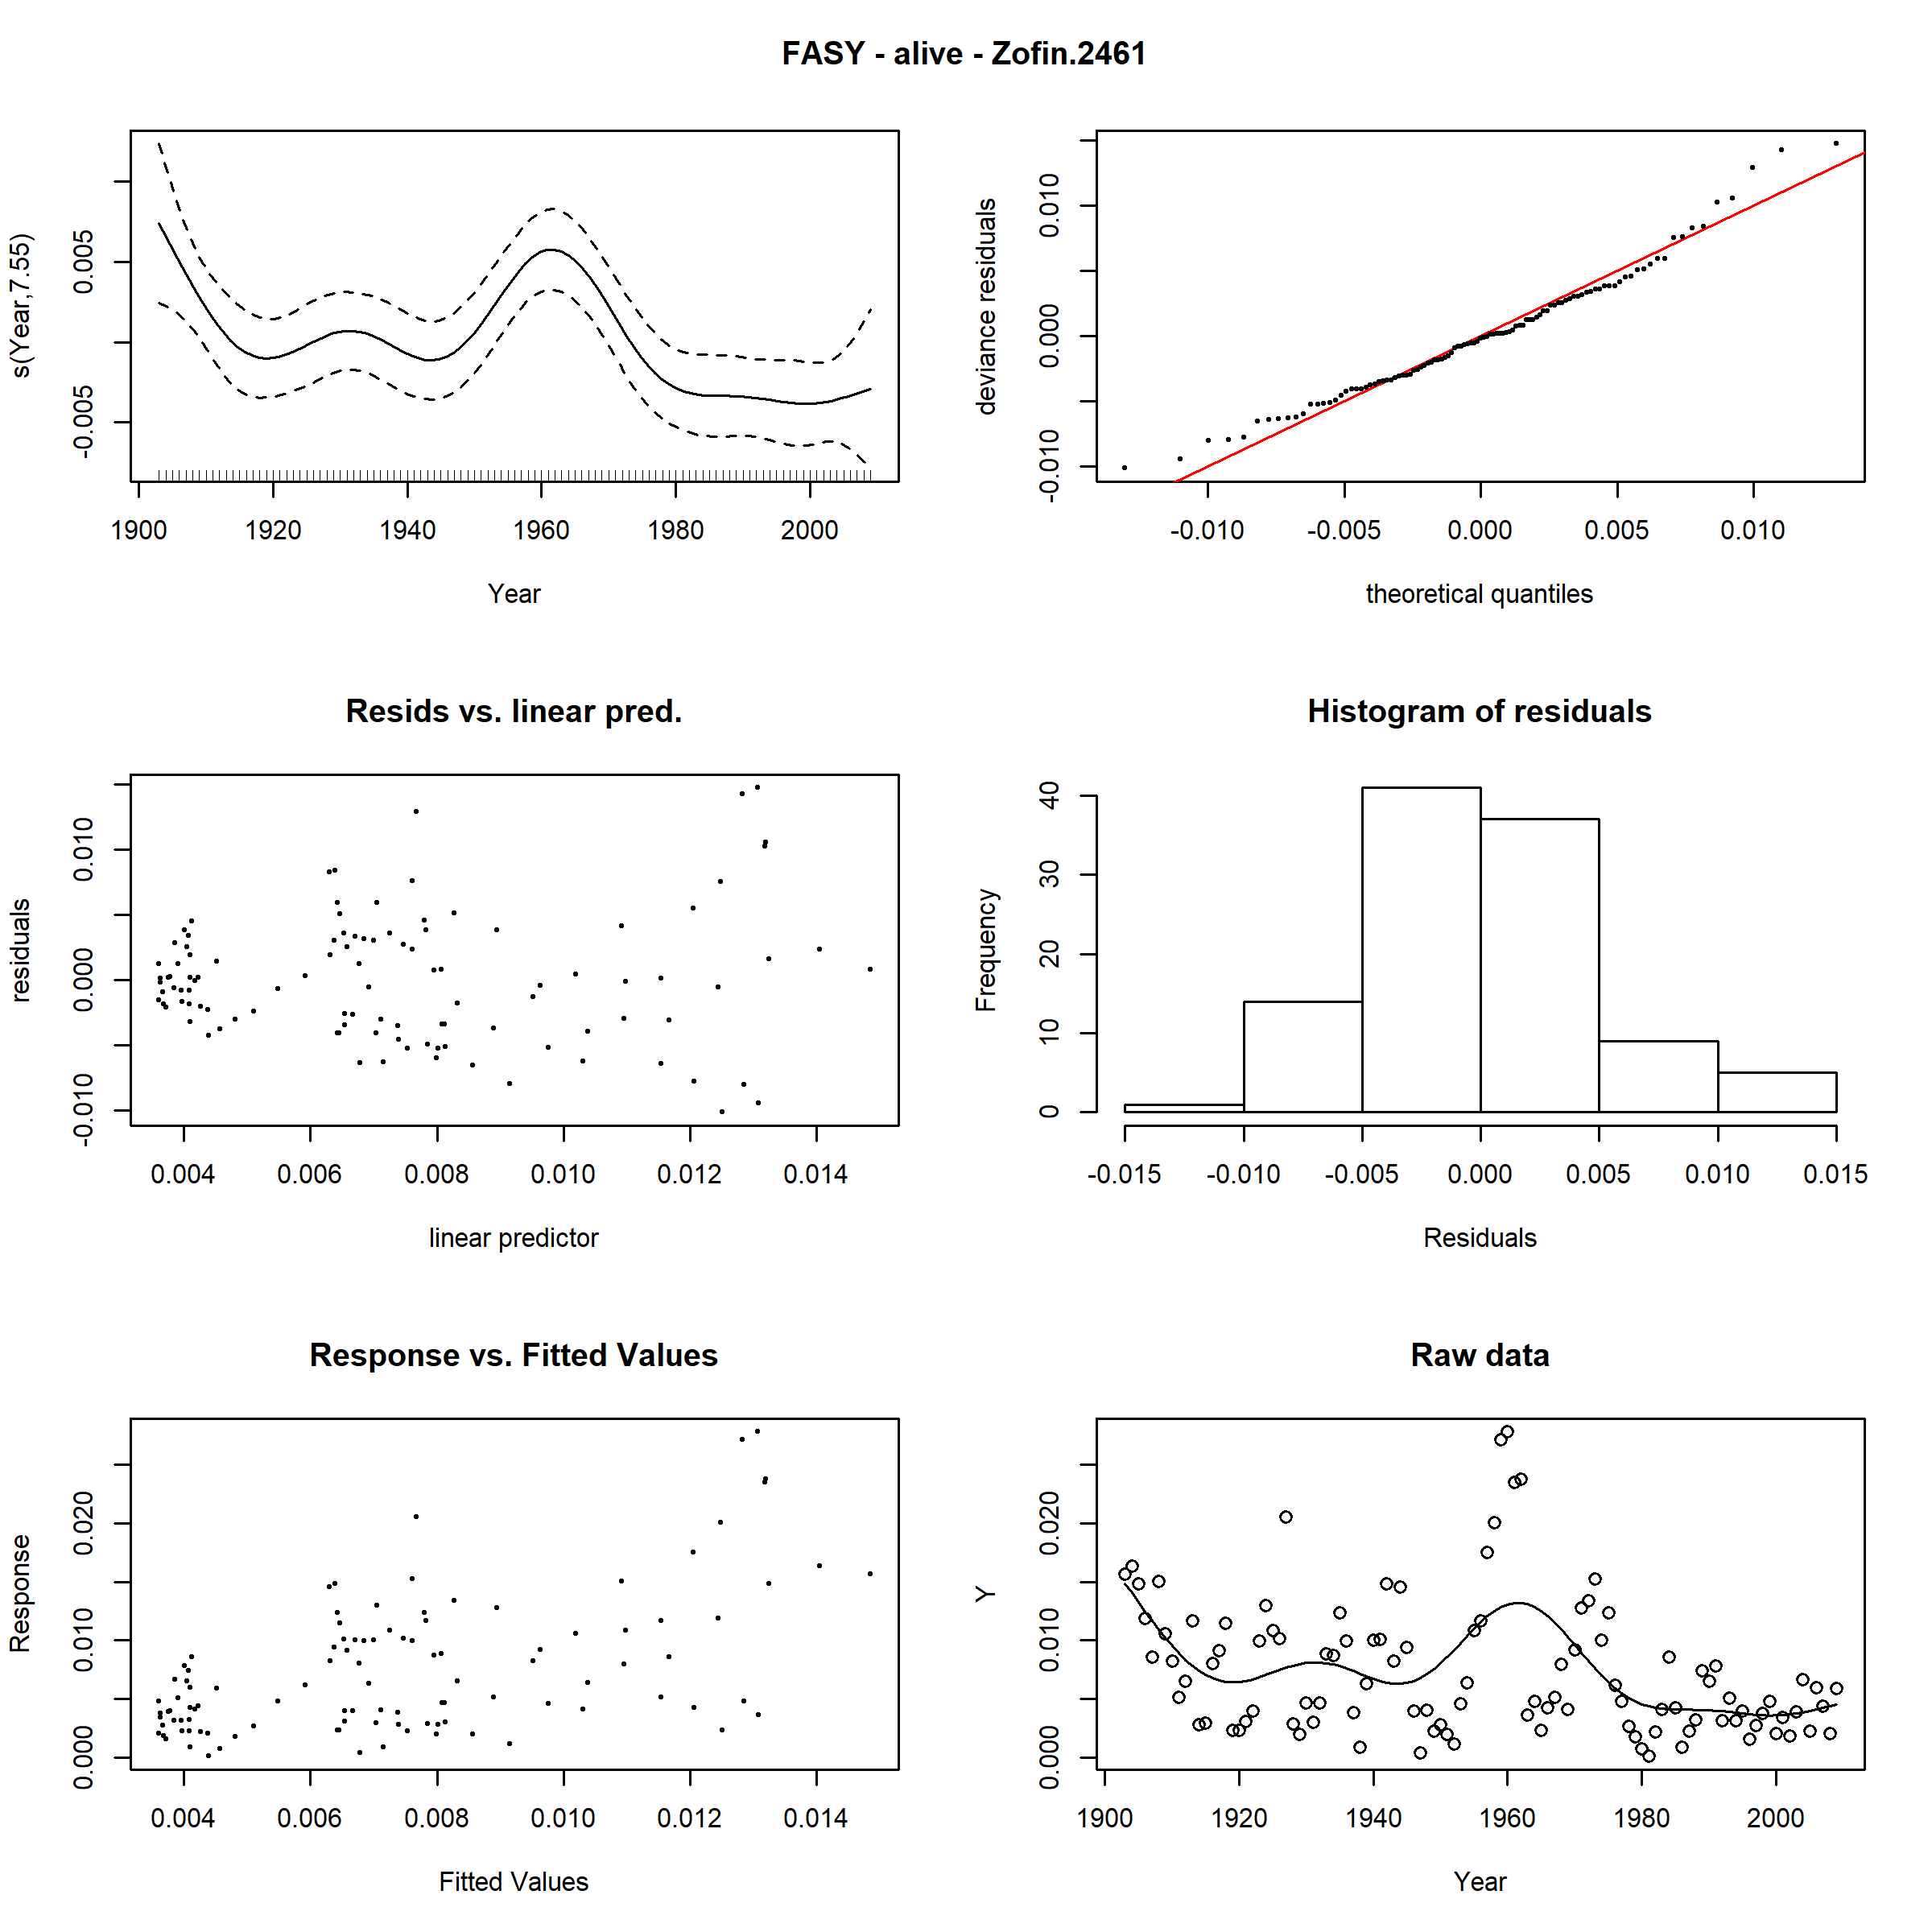 FASY - alive - Zofin.2461
s(Year,7.55)
-0.005 0.005
1900 1920 1940 1960 1980 2000
Year
deviance residuals
-0.010 0.000 0.010
-0.010 -0.005 0.000 0.005 0.010
theoretical quantiles
Resids vs. linear pred.
residuals
-0.010 0.000 0.010
0.004 0.006 0.008 0.010 0.012 0.014
linear predictor
Histogram of residuals
Frequency
0 10 20 30 40
-0.015 -0.010 -0.005 0.000 0.005 0.010 0.015
Residuals
Response vs. Fitted Values
Response
0.000 0.010 0.020
0.004 0.006 0.008 0.010 0.012 0.014
Fitted Values
Raw data
Y
0.000 0.010 0.020
1900 1920 1940 1960 1980 2000
Year